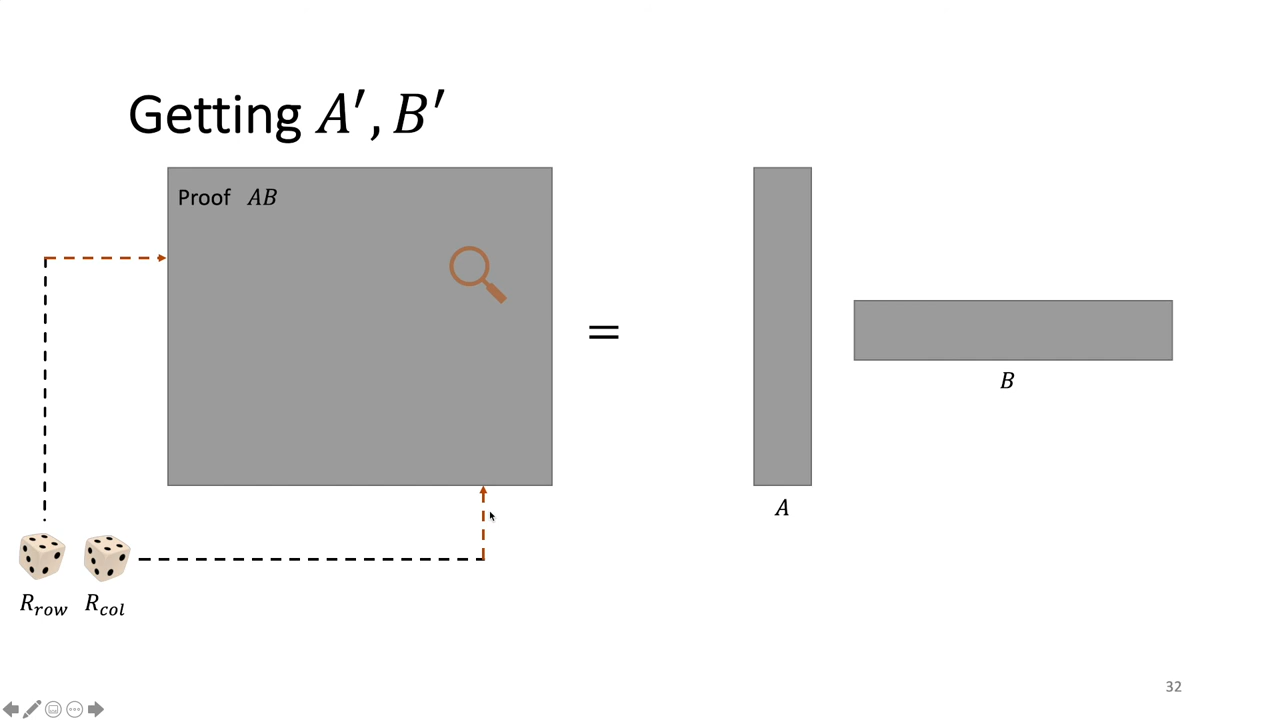 Getting A′, B′
Proof AB
=
B
A
R_row R_col
32